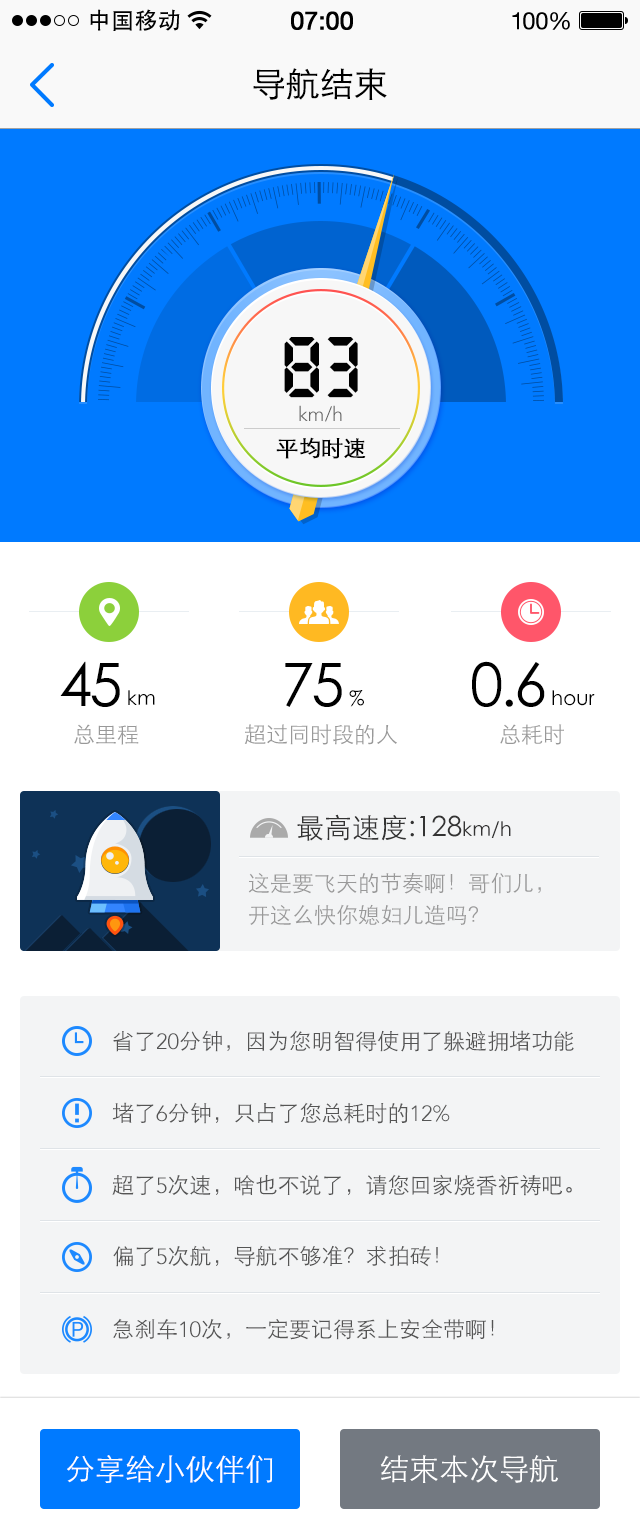 中国移动 07:00 100%
导航结束
83
km/h
平均时速
45 km 75 % 0.6 hour
总里程 超过同时段的人 总耗时
最高速度:128km/h
这是要飞天的节奏啊！哥们儿，
开这么快你媳妇儿造吗？
省了20分钟，因为您明智得使用了躲避拥堵功能
堵了6分钟，只占了您总耗时的12%
超了5次速，啥也不说了，请您回家烧香祈祷吧。
偏了5次航，导航不够准？求拍砖！
P 急刹车10次，一定要记得系上安全带啊！
分享给小伙伴们 结束本次导航